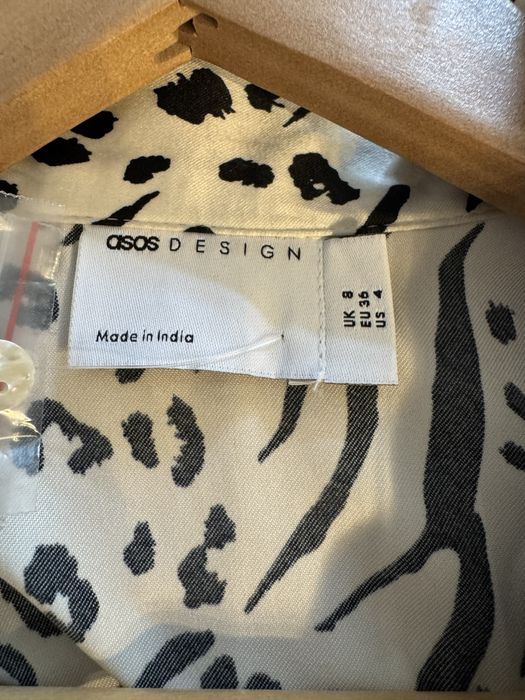 asos DESIGN
Made in India
UK 8
EU 36
US 4